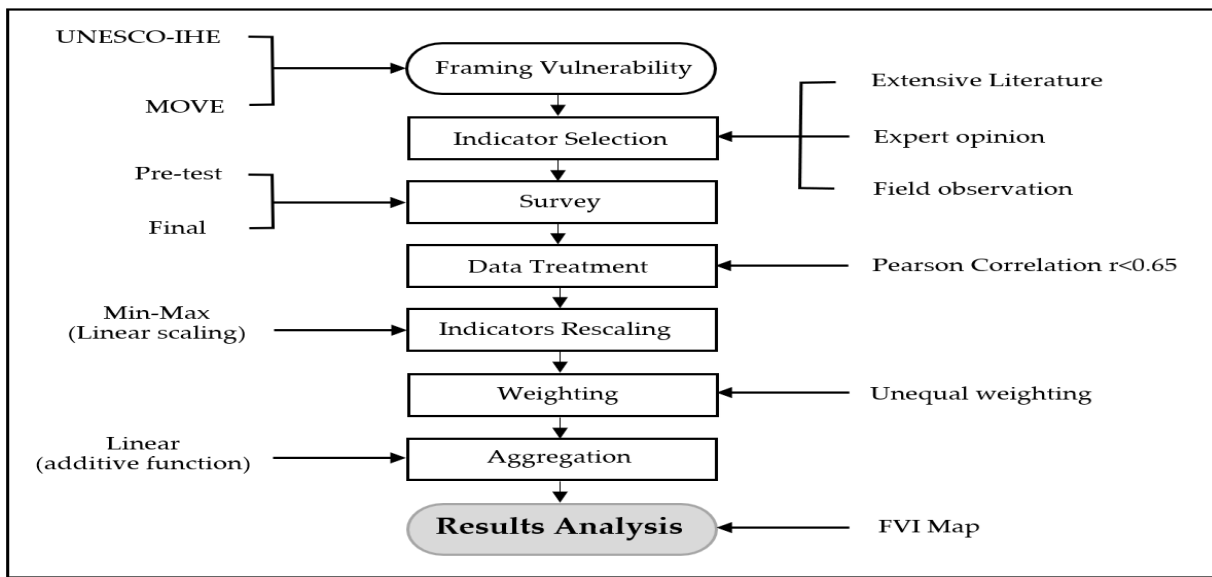 UNESCO-IHE
MOVE
Framing Vulnerability
Extensive Literature
Expert opinion
Field observation
Indicator Selection
Pre-test
Final
Survey
Data Treatment
Pearson Correlation r<0.65
Min-Max
(Linear scaling)
Indicators Rescaling
Weighting
Unequal weighting
Linear
(additive function)
Aggregation
Results Analysis
FVI Map